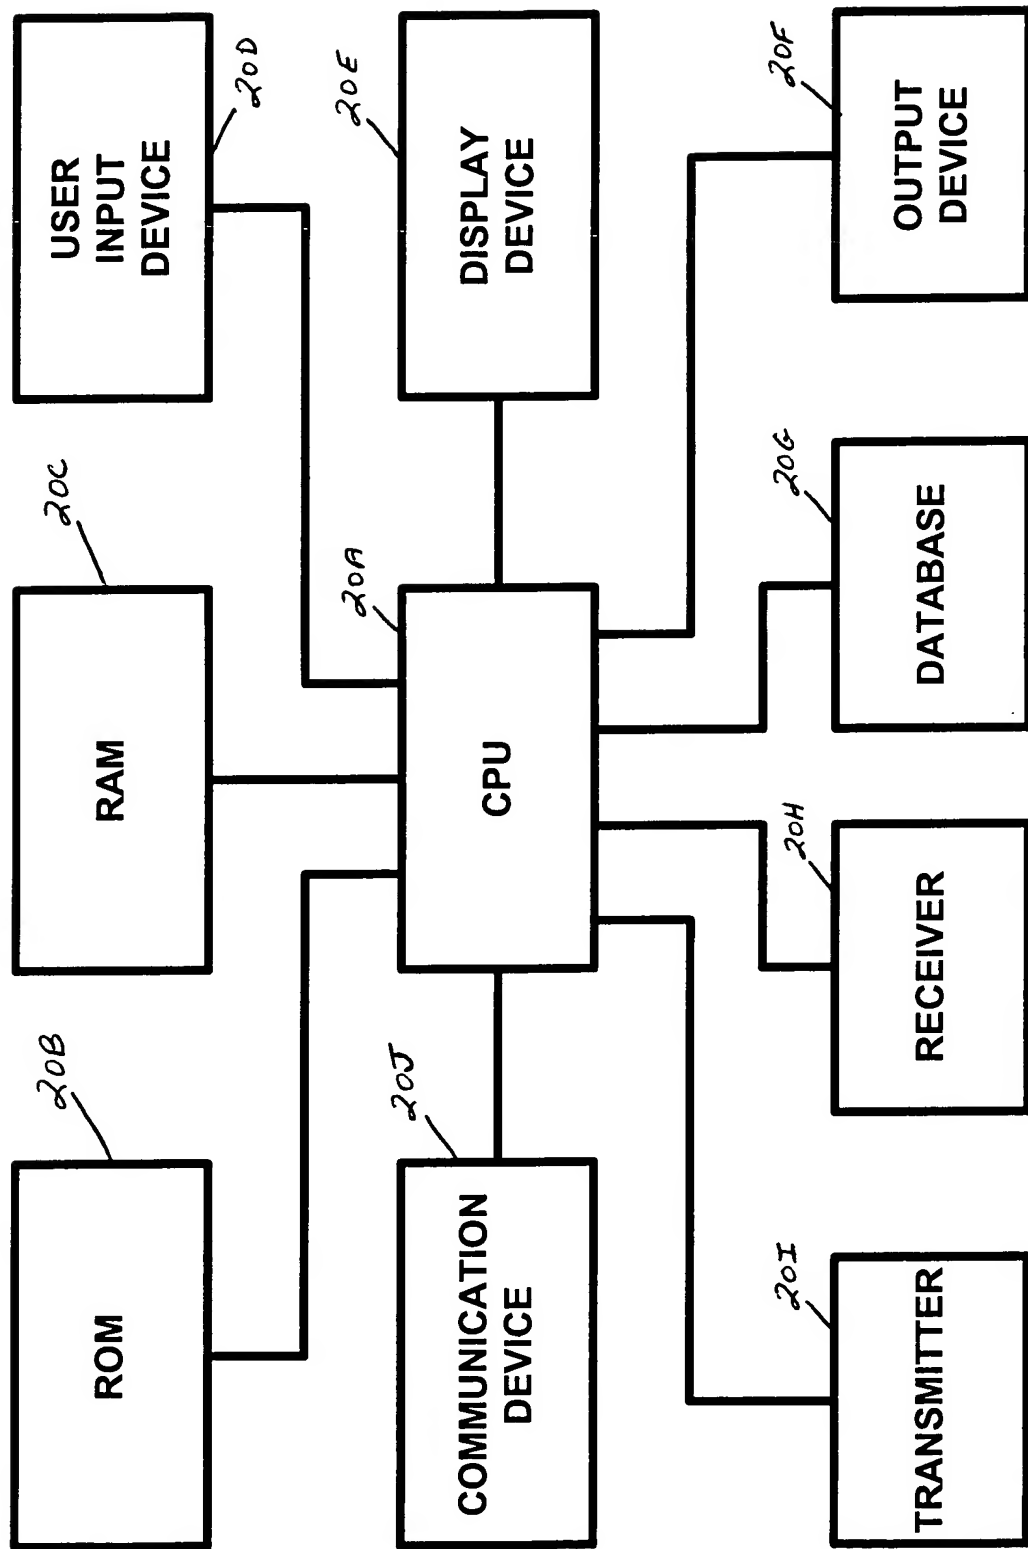 20B
ROM
20C
RAM
20D
USER
INPUT
DEVICE
20J
COMMUNICATION
DEVICE
20A
CPU
20E
DISPLAY
DEVICE
20I
TRANSMITTER
20H
RECEIVER
20G
DATABASE
20F
OUTPUT
DEVICE